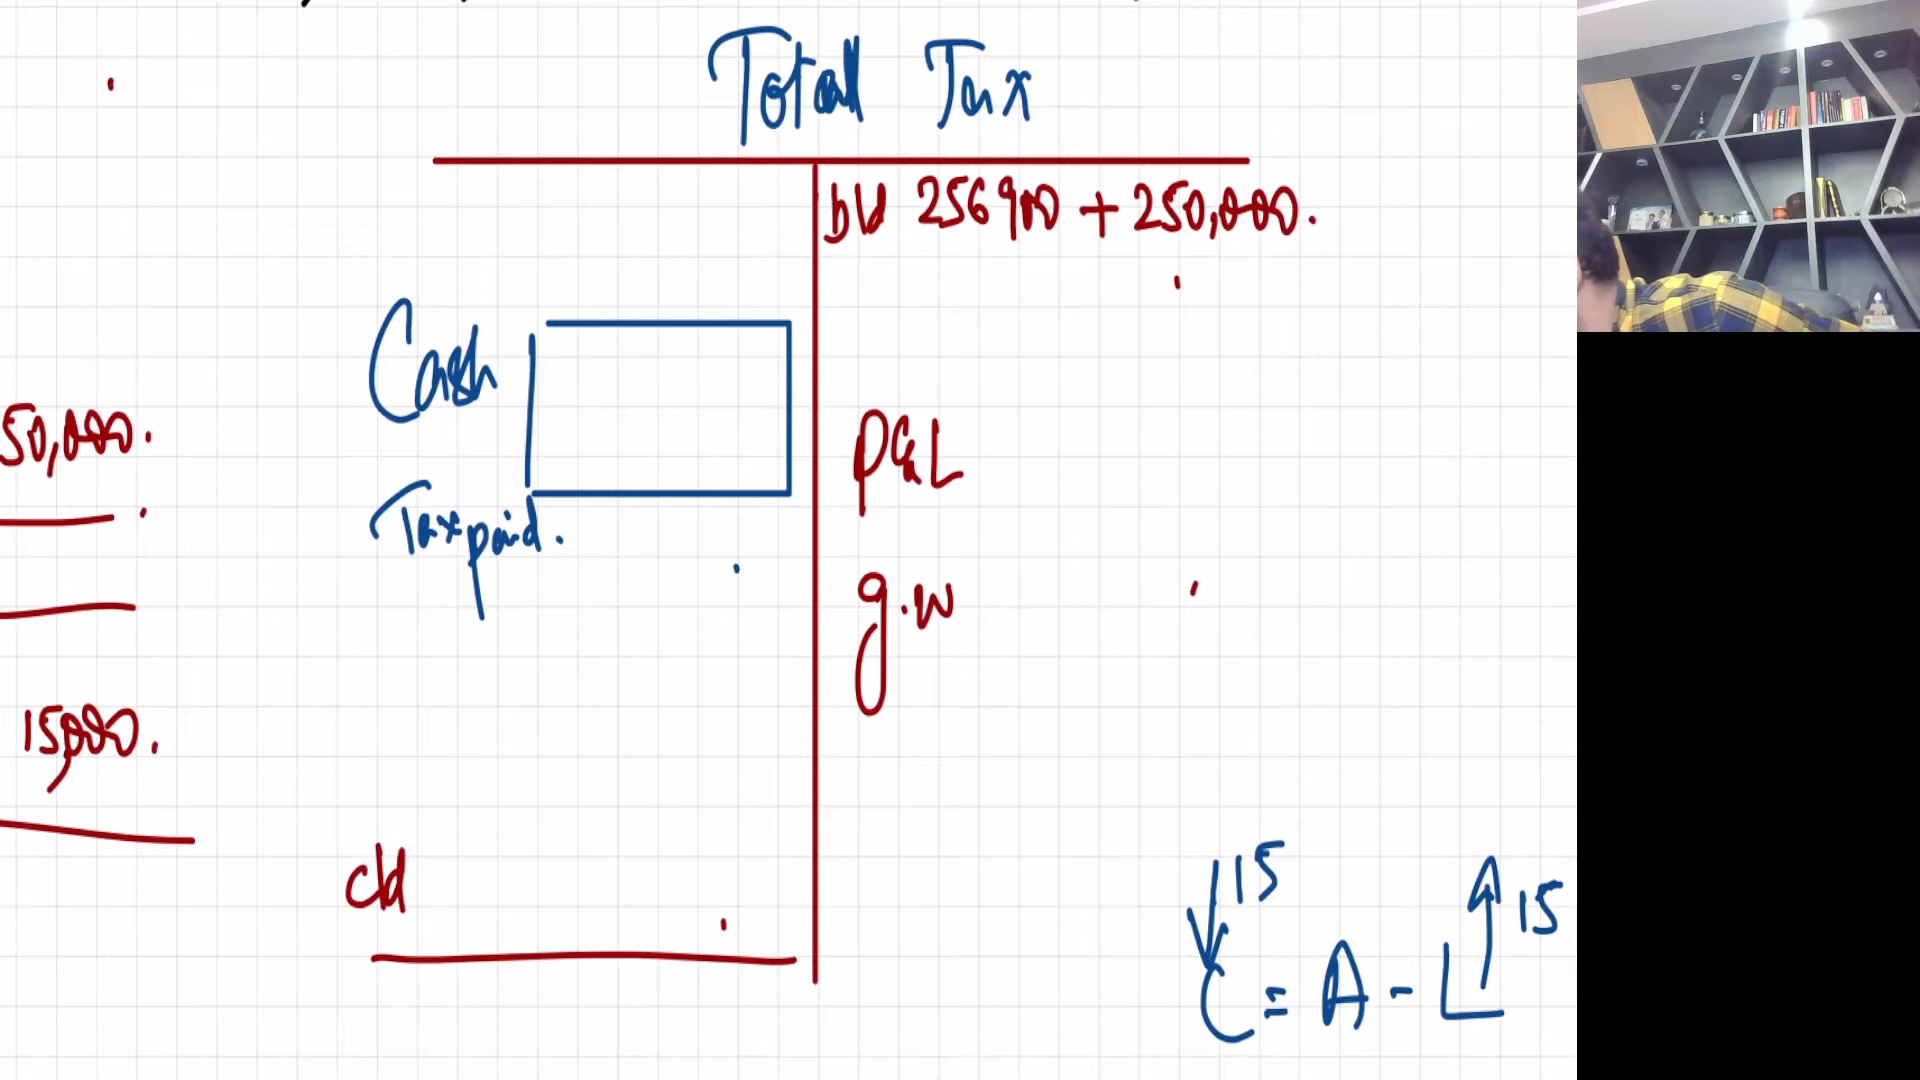 Total Tax
b/d 256900 + 250,000.
Cash
50,000.
P&L
Tax paid.
g.w
15,000.
c/d
15
15
C = A - L